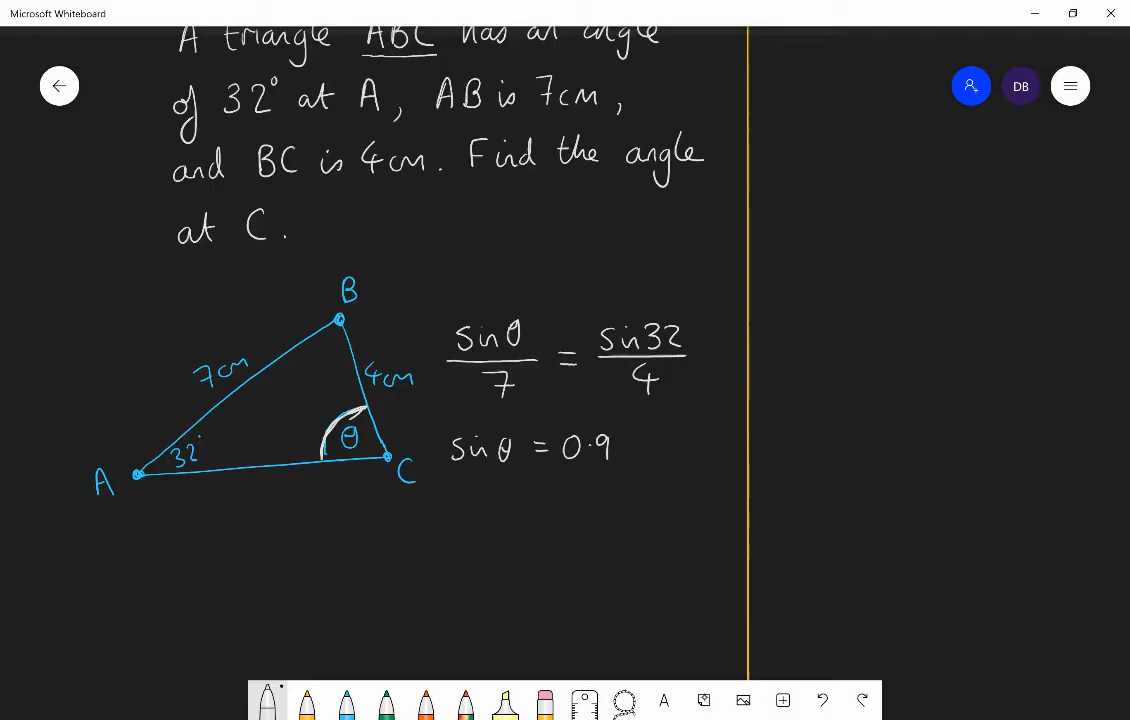 Microsoft Whiteboard
A triangle ABC has an angle
of 32° at A, AB is 7cm,
and BC is 4cm. Find the angle
at C.
DB
B
7cm
4cm
32°
θ
A
C
sinθ/7 = sin32/4
sinθ = 0.9
A